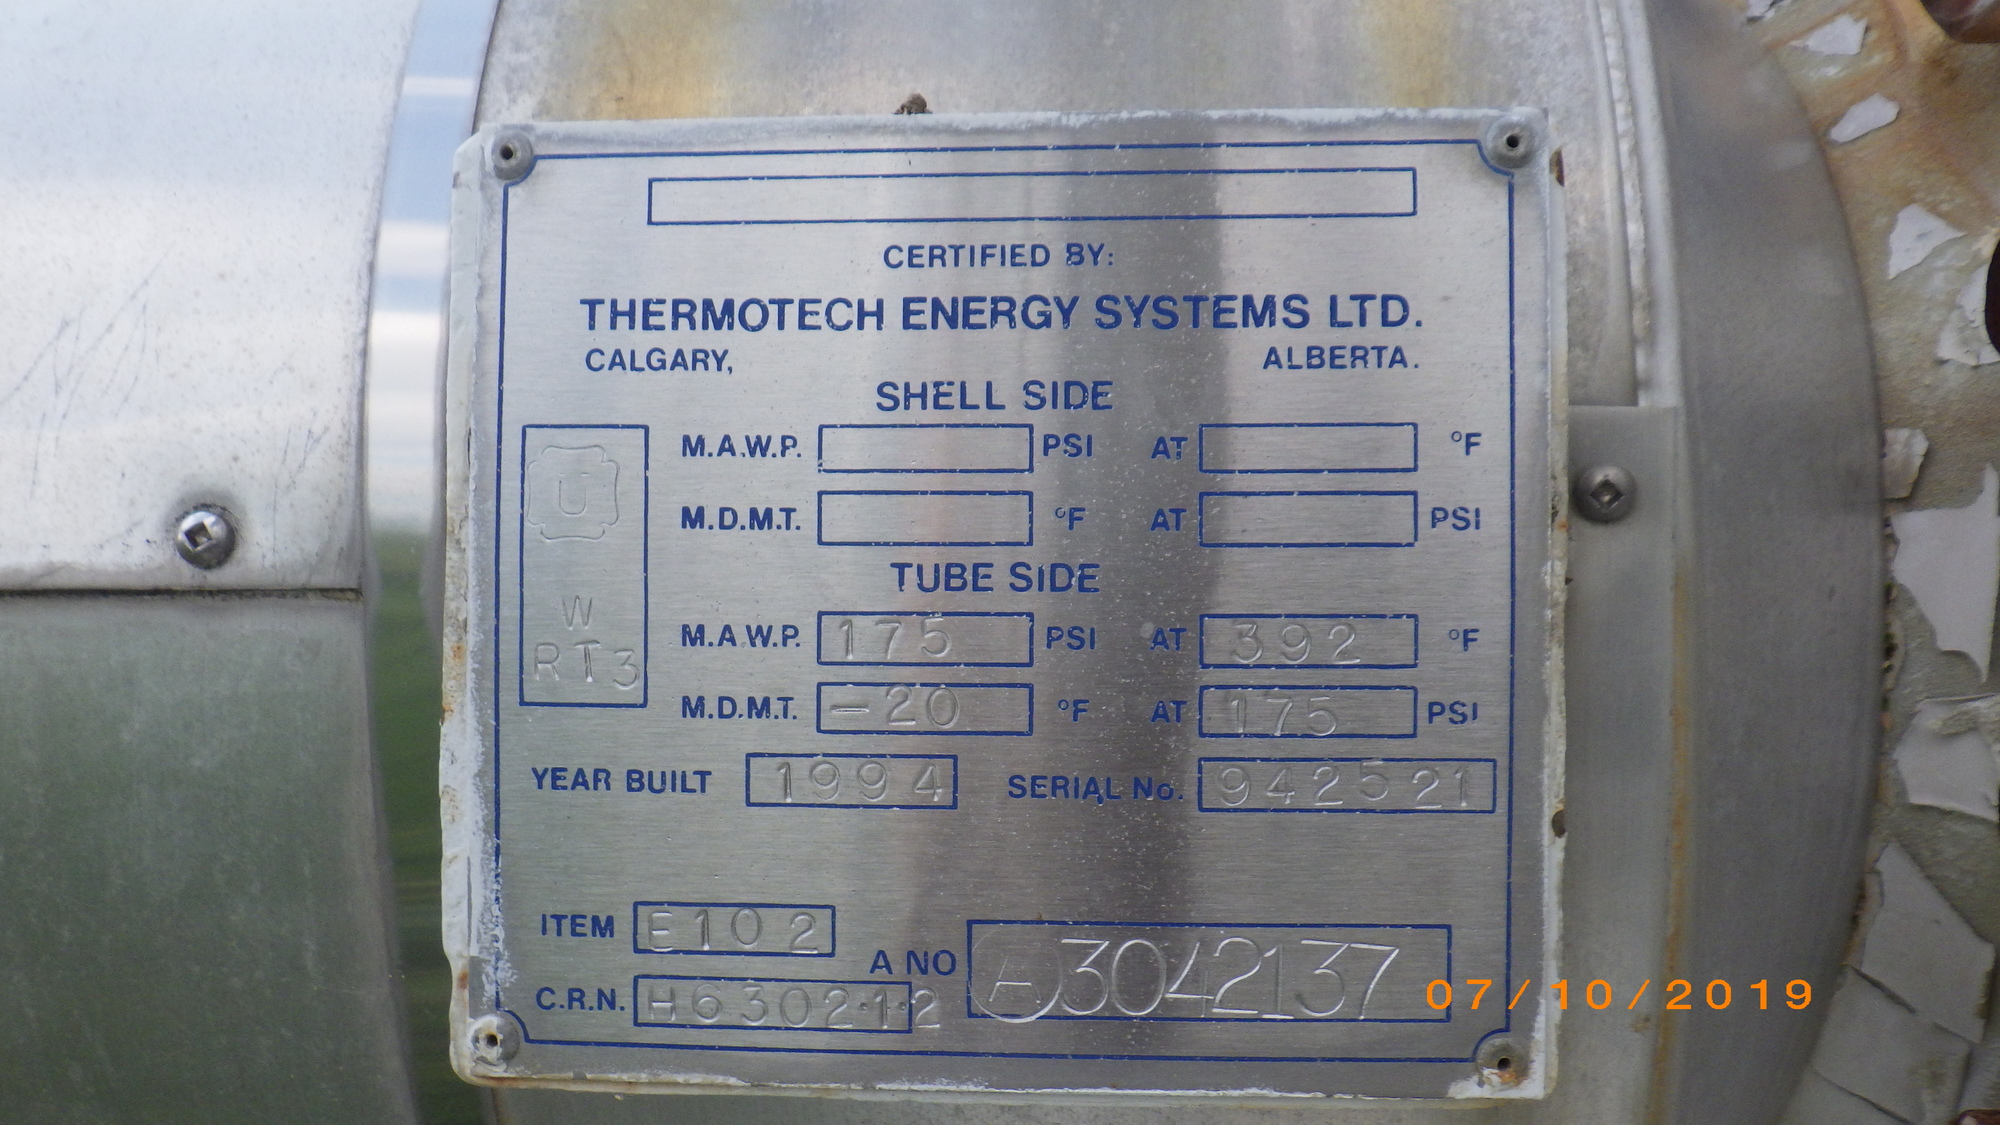 CERTIFIED BY:
THERMOTECH ENERGY SYSTEMS LTD.
CALGARY, ALBERTA.
SHELL SIDE
U
M.A.W.P. PSI AT °F
M.D.M.T. °F AT PSI
TUBE SIDE
W
RT3
M.A.W.P. 175 PSI AT 392 °F
M.D.M.T. -20 °F AT 175 PSI
YEAR BUILT 1994 SERIAL No. 942521
ITEM E102
A NO A3042137
C.R.N. H6302·1·2
07/10/2019